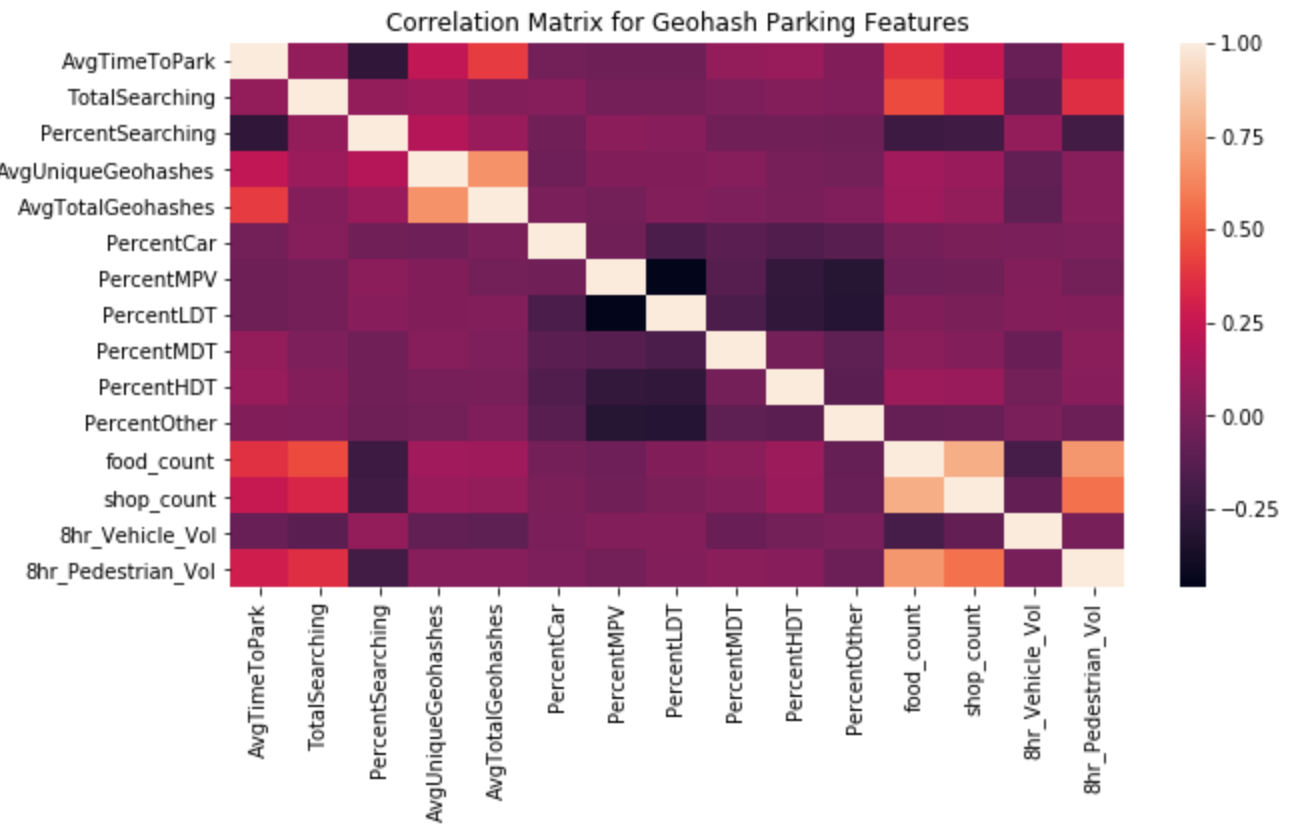 Correlation Matrix for Geohash Parking Features
AvgTimeToPark
TotalSearching
PercentSearching
AvgUniqueGeohashes
AvgTotalGeohashes
PercentCar
PercentMPV
PercentLDT
PercentMDT
PercentHDT
PercentOther
food_count
shop_count
8hr_Vehicle_Vol
8hr_Pedestrian_Vol
AvgTimeToPark
TotalSearching
PercentSearching
AvgUniqueGeohashes
AvgTotalGeohashes
PercentCar
PercentMPV
PercentLDT
PercentMDT
PercentHDT
PercentOther
food_count
shop_count
8hr_Vehicle_Vol
8hr_Pedestrian_Vol
1.00
0.75
0.50
0.25
0.00
−0.25